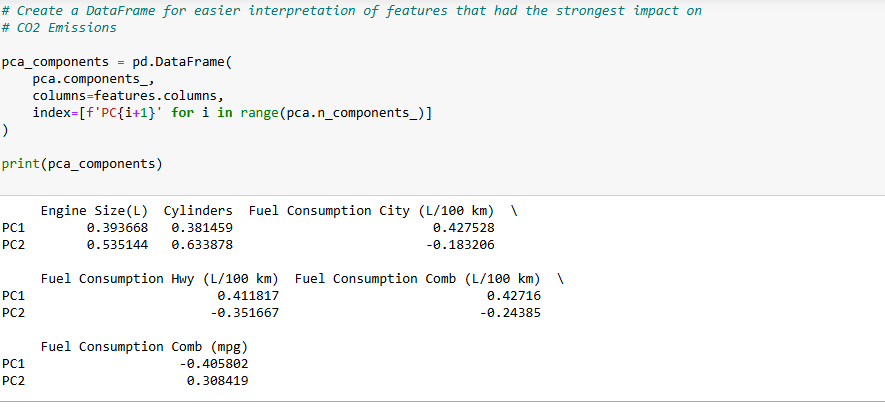 # Create a DataFrame for easier interpretation of features that had the strongest impact on
# CO2 Emissions
pca_components = pd.DataFrame(
    pca.components_,
    columns=features.columns,
    index=[f'PC{i+1}' for i in range(pca.n_components_)]
)
print(pca_components)
     Engine Size(L)  Cylinders  Fuel Consumption City (L/100 km)  \
PC1        0.393668   0.381459                          0.427528
PC2        0.535144   0.633878                         -0.183206
     Fuel Consumption Hwy (L/100 km)  Fuel Consumption Comb (L/100 km)  \
PC1                         0.411817                           0.42716
PC2                        -0.351667                          -0.24385
     Fuel Consumption Comb (mpg)
PC1                    -0.405802
PC2                     0.308419